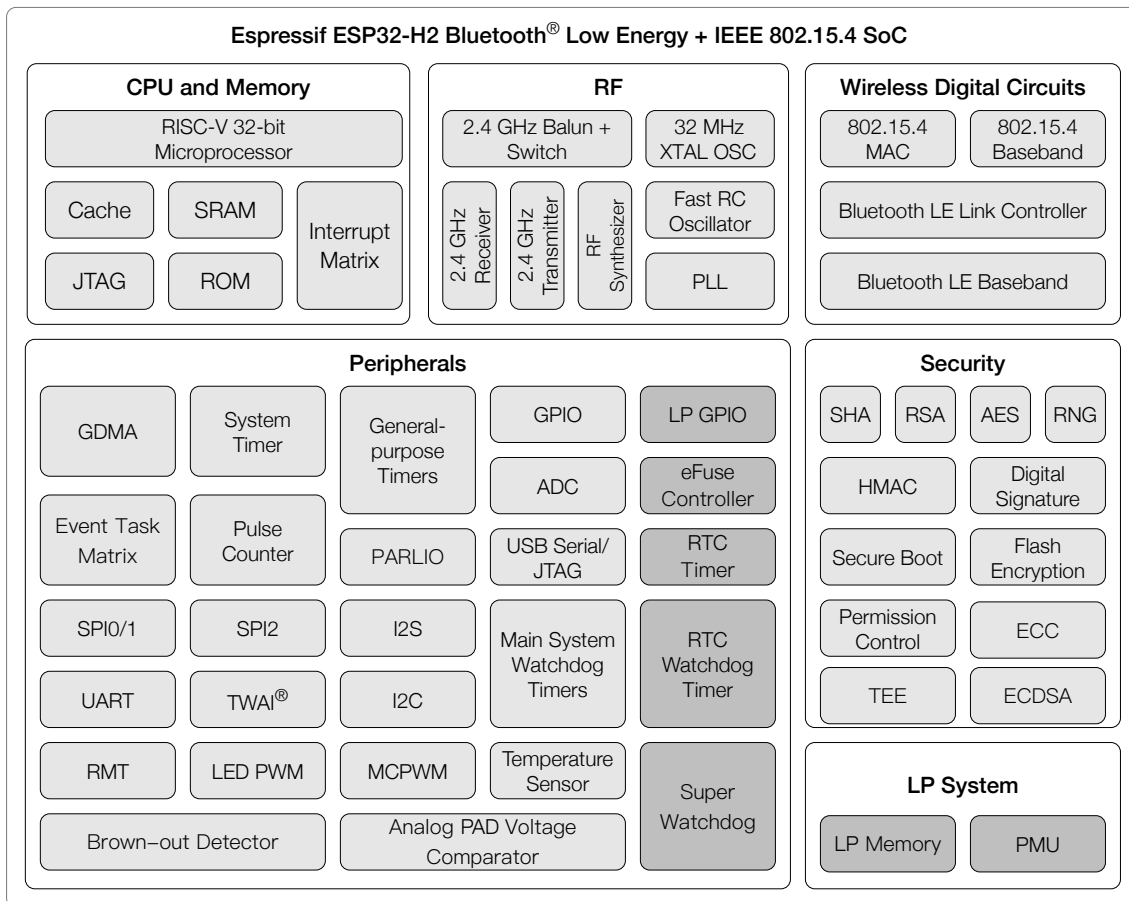 Espressif ESP32-H2 Bluetooth® Low Energy + IEEE 802.15.4 SoC
CPU and Memory
RISC-V 32-bit
Microprocessor
Cache
SRAM
Interrupt
Matrix
JTAG
ROM
RF
2.4 GHz Balun +
Switch
32 MHz
XTAL OSC
2.4 GHz
Receiver
2.4 GHz
Transmitter
RF
Synthesizer
Fast RC
Oscillator
PLL
Wireless Digital Circuits
802.15.4
MAC
802.15.4
Baseband
Bluetooth LE Link Controller
Bluetooth LE Baseband
Peripherals
GDMA
System
Timer
General-
purpose
Timers
GPIO
LP GPIO
ADC
eFuse
Controller
Event Task
Matrix
Pulse
Counter
PARLIO
USB Serial/
JTAG
RTC
Timer
SPI0/1
SPI2
I2S
Main System
Watchdog
Timers
RTC
Watchdog
Timer
UART
TWAI®
I2C
RMT
LED PWM
MCPWM
Temperature
Sensor
Super
Watchdog
Brown–out Detector
Analog PAD Voltage
Comparator
Security
SHA
RSA
AES
RNG
HMAC
Digital
Signature
Secure Boot
Flash
Encryption
Permission
Control
ECC
TEE
ECDSA
LP System
LP Memory
PMU